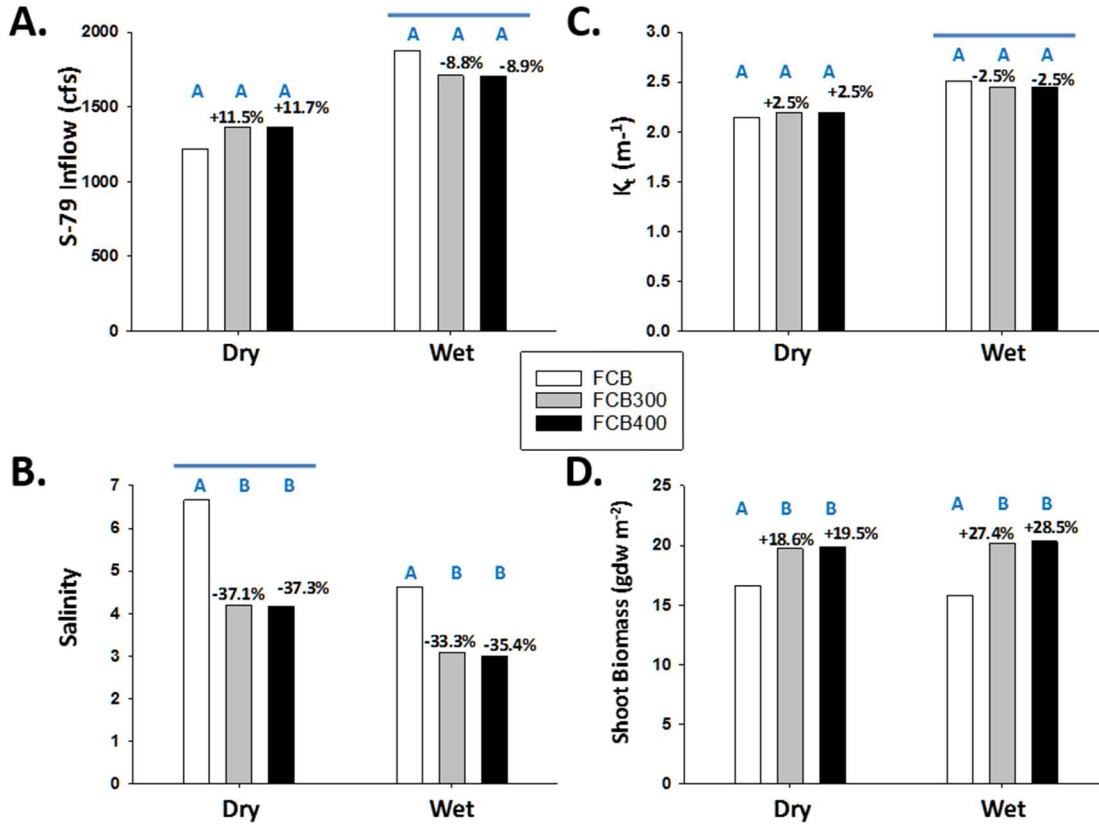 A.
S-79 Inflow (cfs)
2000
1500
1000
500
0
A A A
+11.5% +11.7%
A A A
-8.8% -8.9%
Dry Wet
C.
Kt (m-1)
3.0
2.5
2.0
1.5
1.0
0.5
0.0
A A A
+2.5% +2.5%
A A A
-2.5% -2.5%
Dry Wet
FCB
FCB300
FCB400
B.
Salinity
7
6
5
4
3
2
1
0
A B B
-37.1% -37.3%
A B B
-33.3% -35.4%
Dry Wet
D.
Shoot Biomass (gdw m-2)
25
20
15
10
5
0
A B B
+18.6% +19.5%
A B B
+27.4% +28.5%
Dry Wet